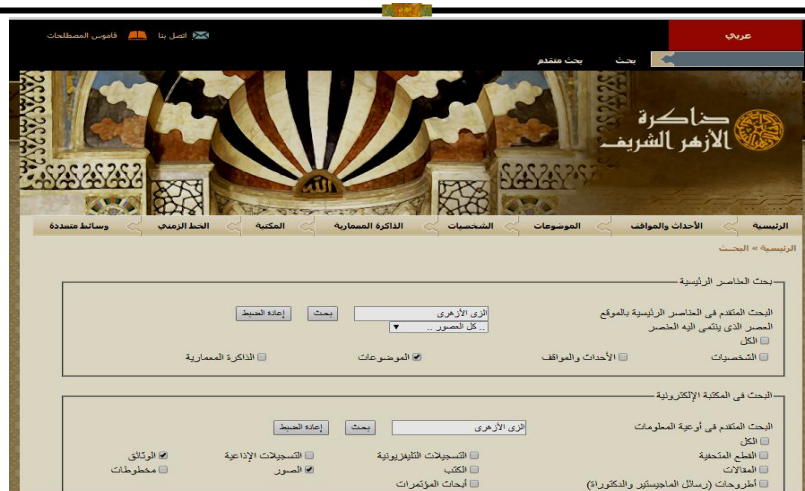 عربي
اتصل بنا
قاموس المصطلحات
بحث
بحث متقدم
ذاكرة
الأزهر الشريف
الله
الرئيسية
الأحداث والمواقف
الموضوعات
الشخصيات
الذاكرة المعمارية
المكتبة
الخط الزمني
وسائط متعددة
الرئيسية » البحث
بحث العناصر الرئيسية
البحث المتقدم فى العناصر الرئيسية بالموقع
الزى الأزهرى
بحث
إعادة الضبط
العصر الذى ينتمى اليه العنصر
.. كل العصور ..
الكل
الشخصيات
الأحداث والمواقف
الموضوعات
الذاكرة المعمارية
البحث فى المكتبة الإلكترونية
البحث المتقدم فى أوعية المعلومات
الزى الأزهرى
بحث
إعادة الضبط
الكل
القطع المتحفية
التسجيلات التليفزيونية
التسجيلات الإذاعية
الوثائق
المقالات
الكتب
الصور
مخطوطات
أطروحات (رسائل الماجيستير والدكتوراة)
أبحاث المؤتمرات